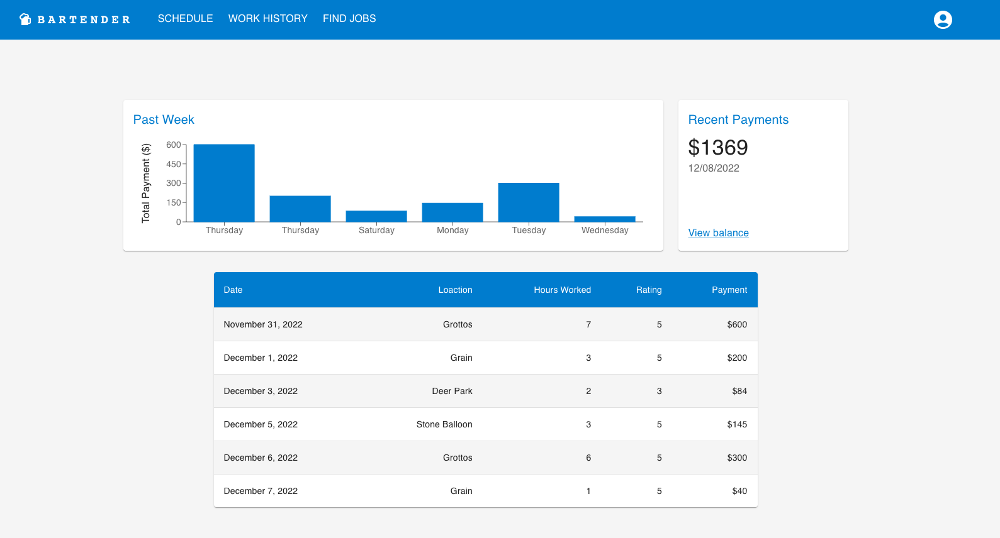 BARTENDER SCHEDULE WORK HISTORY FIND JOBS
Past Week
Total Payment ($)
600
450
300
150
0
Thursday Thursday Saturday Monday Tuesday Wednesday
Recent Payments
$1369
12/08/2022
View balance
Date Loaction Hours Worked Rating Payment
November 31, 2022 Grottos 7 5 $600
December 1, 2022 Grain 3 5 $200
December 3, 2022 Deer Park 2 3 $84
December 5, 2022 Stone Balloon 3 5 $145
December 6, 2022 Grottos 6 5 $300
December 7, 2022 Grain 1 5 $40